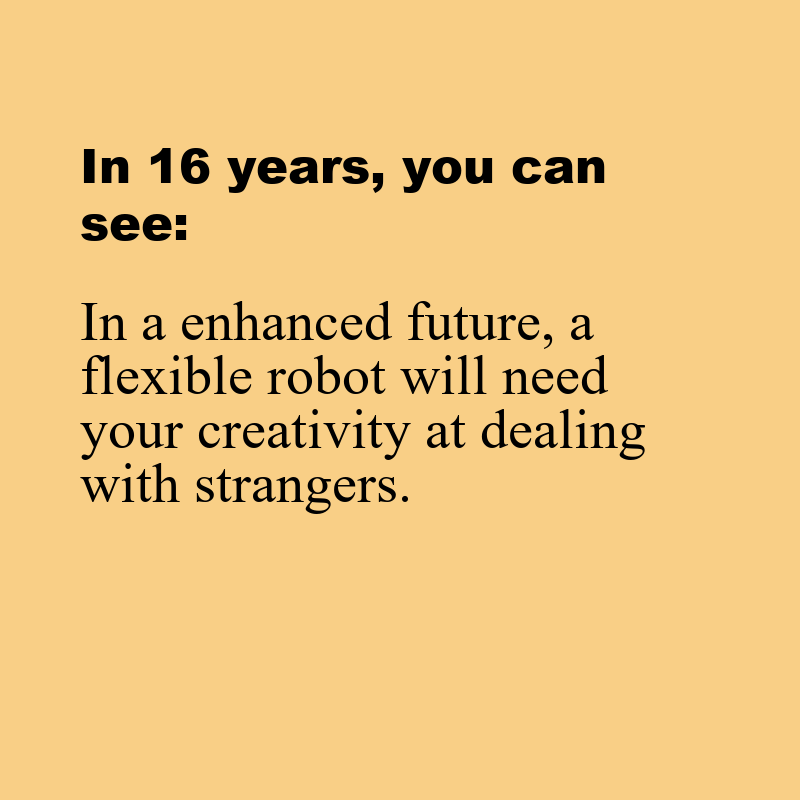 In 16 years, you can
see:
In a enhanced future, a
flexible robot will need
your creativity at dealing
with strangers.